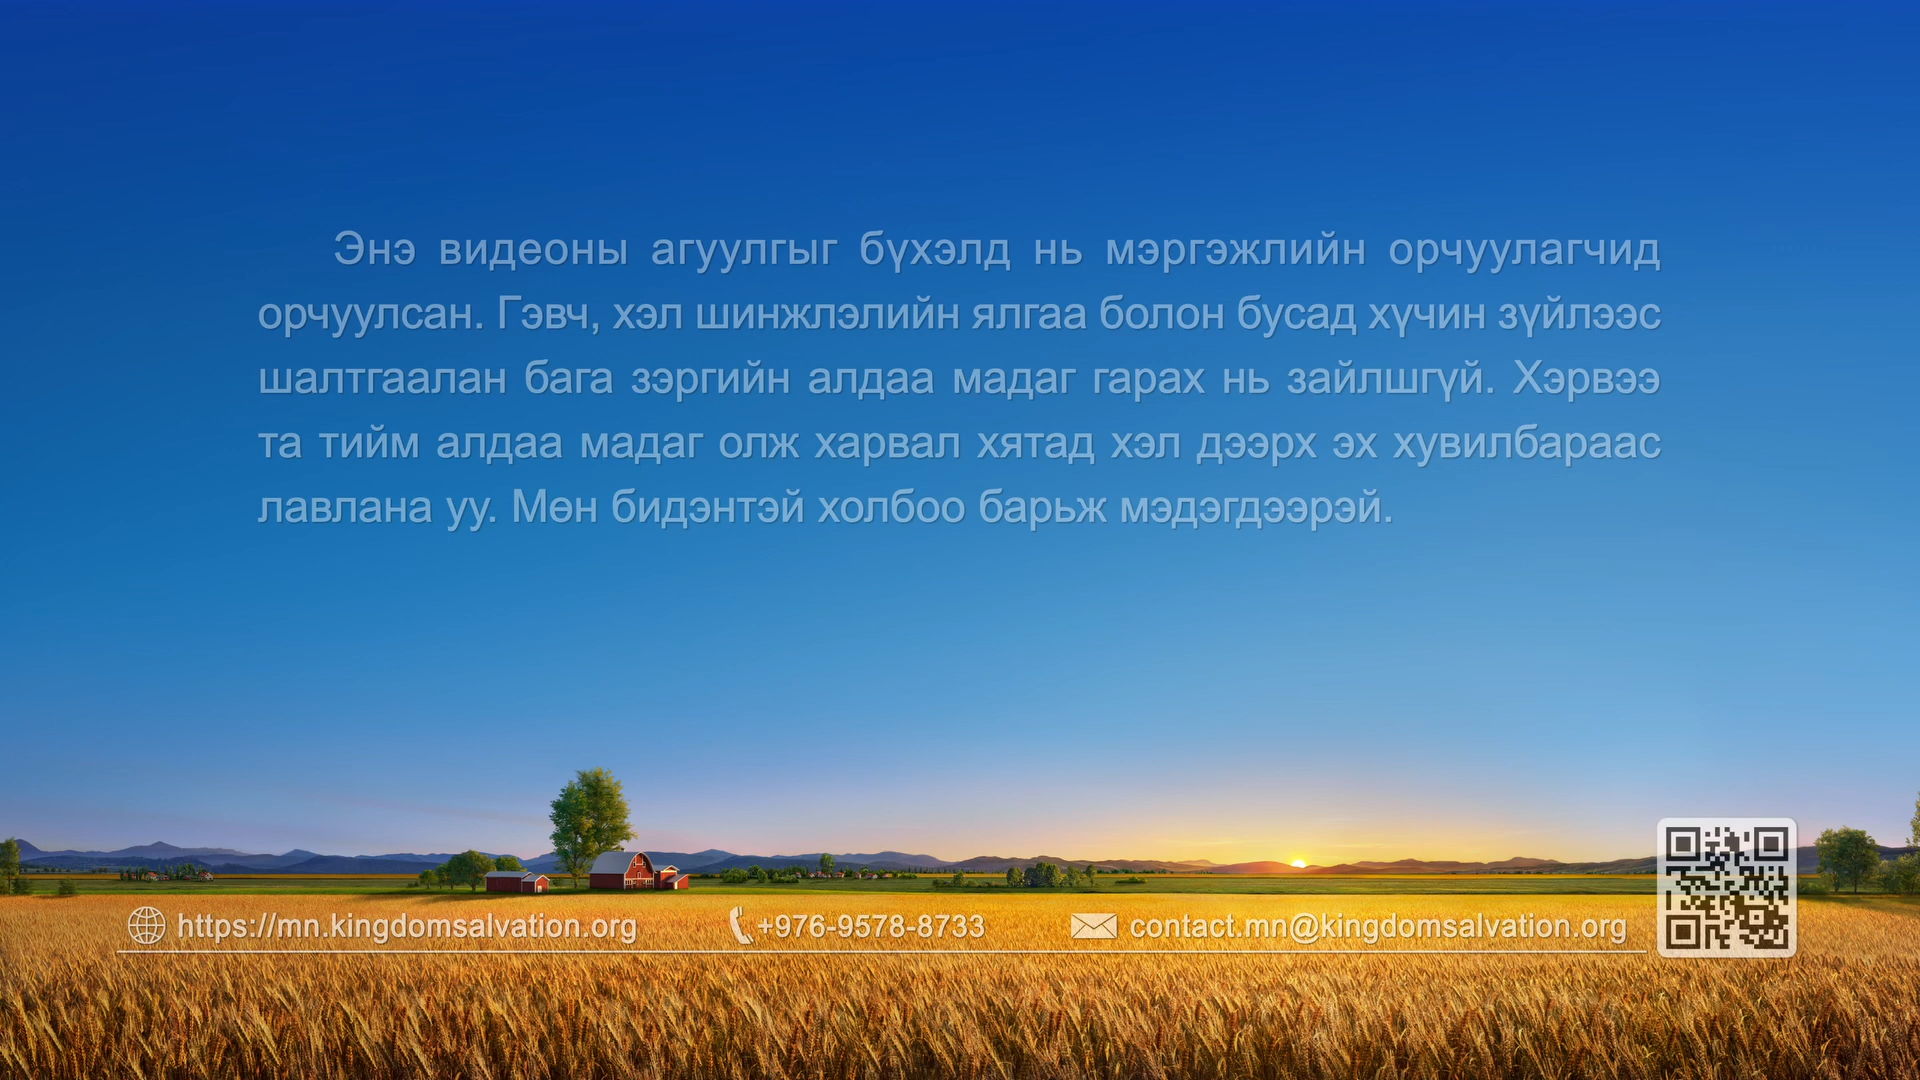 Энэ видеоны агуулгыг бүхэлд нь мэргэжлийн орчуулагчид
орчуулсан. Гэвч, хэл шинжлэлийн ялгаа болон бусад хүчин зүйлээс
шалтгаалан бага зэргийн алдаа мадаг гарах нь зайлшгүй. Хэрвээ
та тийм алдаа мадаг олж харвал хятад хэл дээрх эх хувилбараас
лавлана уу. Мөн бидэнтэй холбоо барьж мэдэгдээрэй.
https://mn.kingdomsalvation.org +976-9578-8733 contact.mn@kingdomsalvation.org